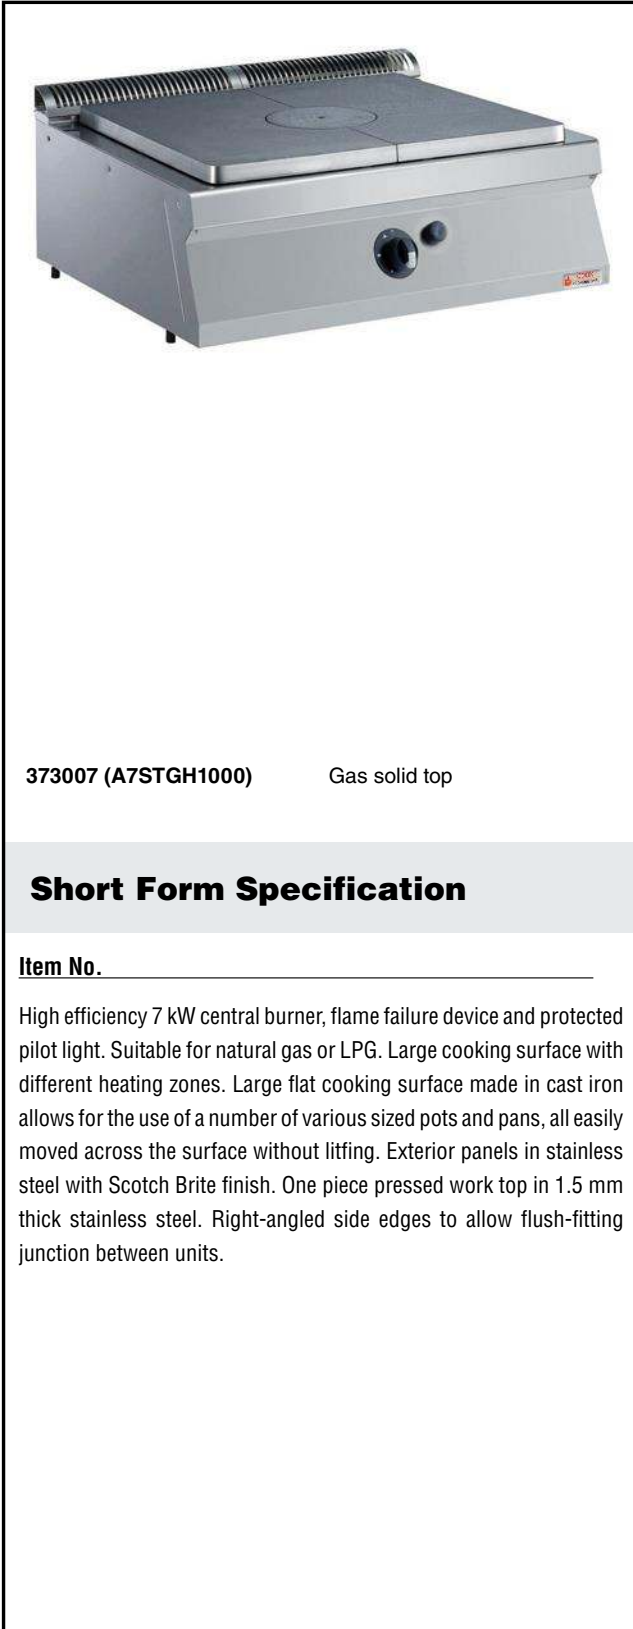 COOK
373007 (A7STGH1000) Gas solid top
Short Form Specification
Item No.
High efficiency 7 kW central burner, flame failure device and protected
pilot light. Suitable for natural gas or LPG. Large cooking surface with
different heating zones. Large flat cooking surface made in cast iron
allows for the use of a number of various sized pots and pans, all easily
moved across the surface without litfing. Exterior panels in stainless
steel with Scotch Brite finish. One piece pressed work top in 1.5 mm
thick stainless steel. Right-angled side edges to allow flush-fitting
junction between units.